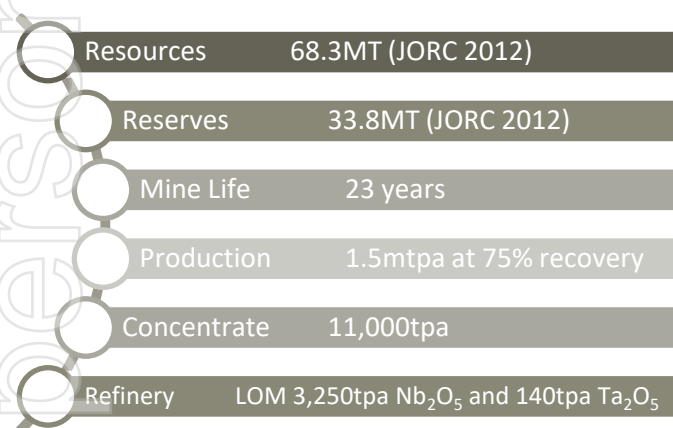 Resources 68.3MT (JORC 2012)
Reserves 33.8MT (JORC 2012)
Mine Life 23 years
Production 1.5mtpa at 75% recovery
Concentrate 11,000tpa
Refinery LOM 3,250tpa Nb₂O₅ and 140tpa Ta₂O₅